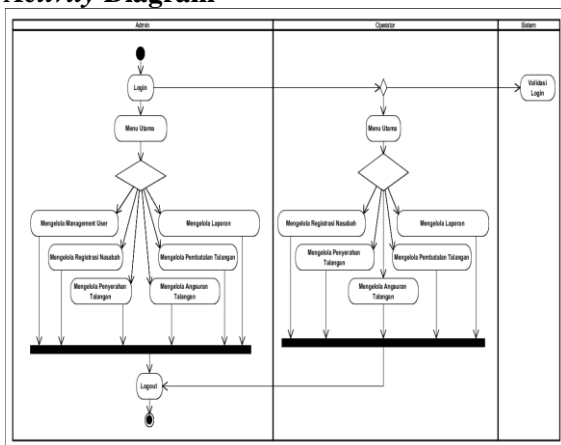 Activity Diagram
Admin
Operator
Sistem
Login
Validasi
Login
Menu Utama
Menu Utama
Mengelola Management User
Mengelola Laporan
Mengelola Registrasi Nasabah
Mengelola Pembatalan Talangan
Mengelola Penyerahan
Talangan
Mengelola Angsuran
Talangan
Mengelola Registrasi Nasabah
Mengelola Laporan
Mengelola Penyerahan
Talangan
Mengelola Pembatalan Talangan
Mengelola Angsuran
Talangan
Logout